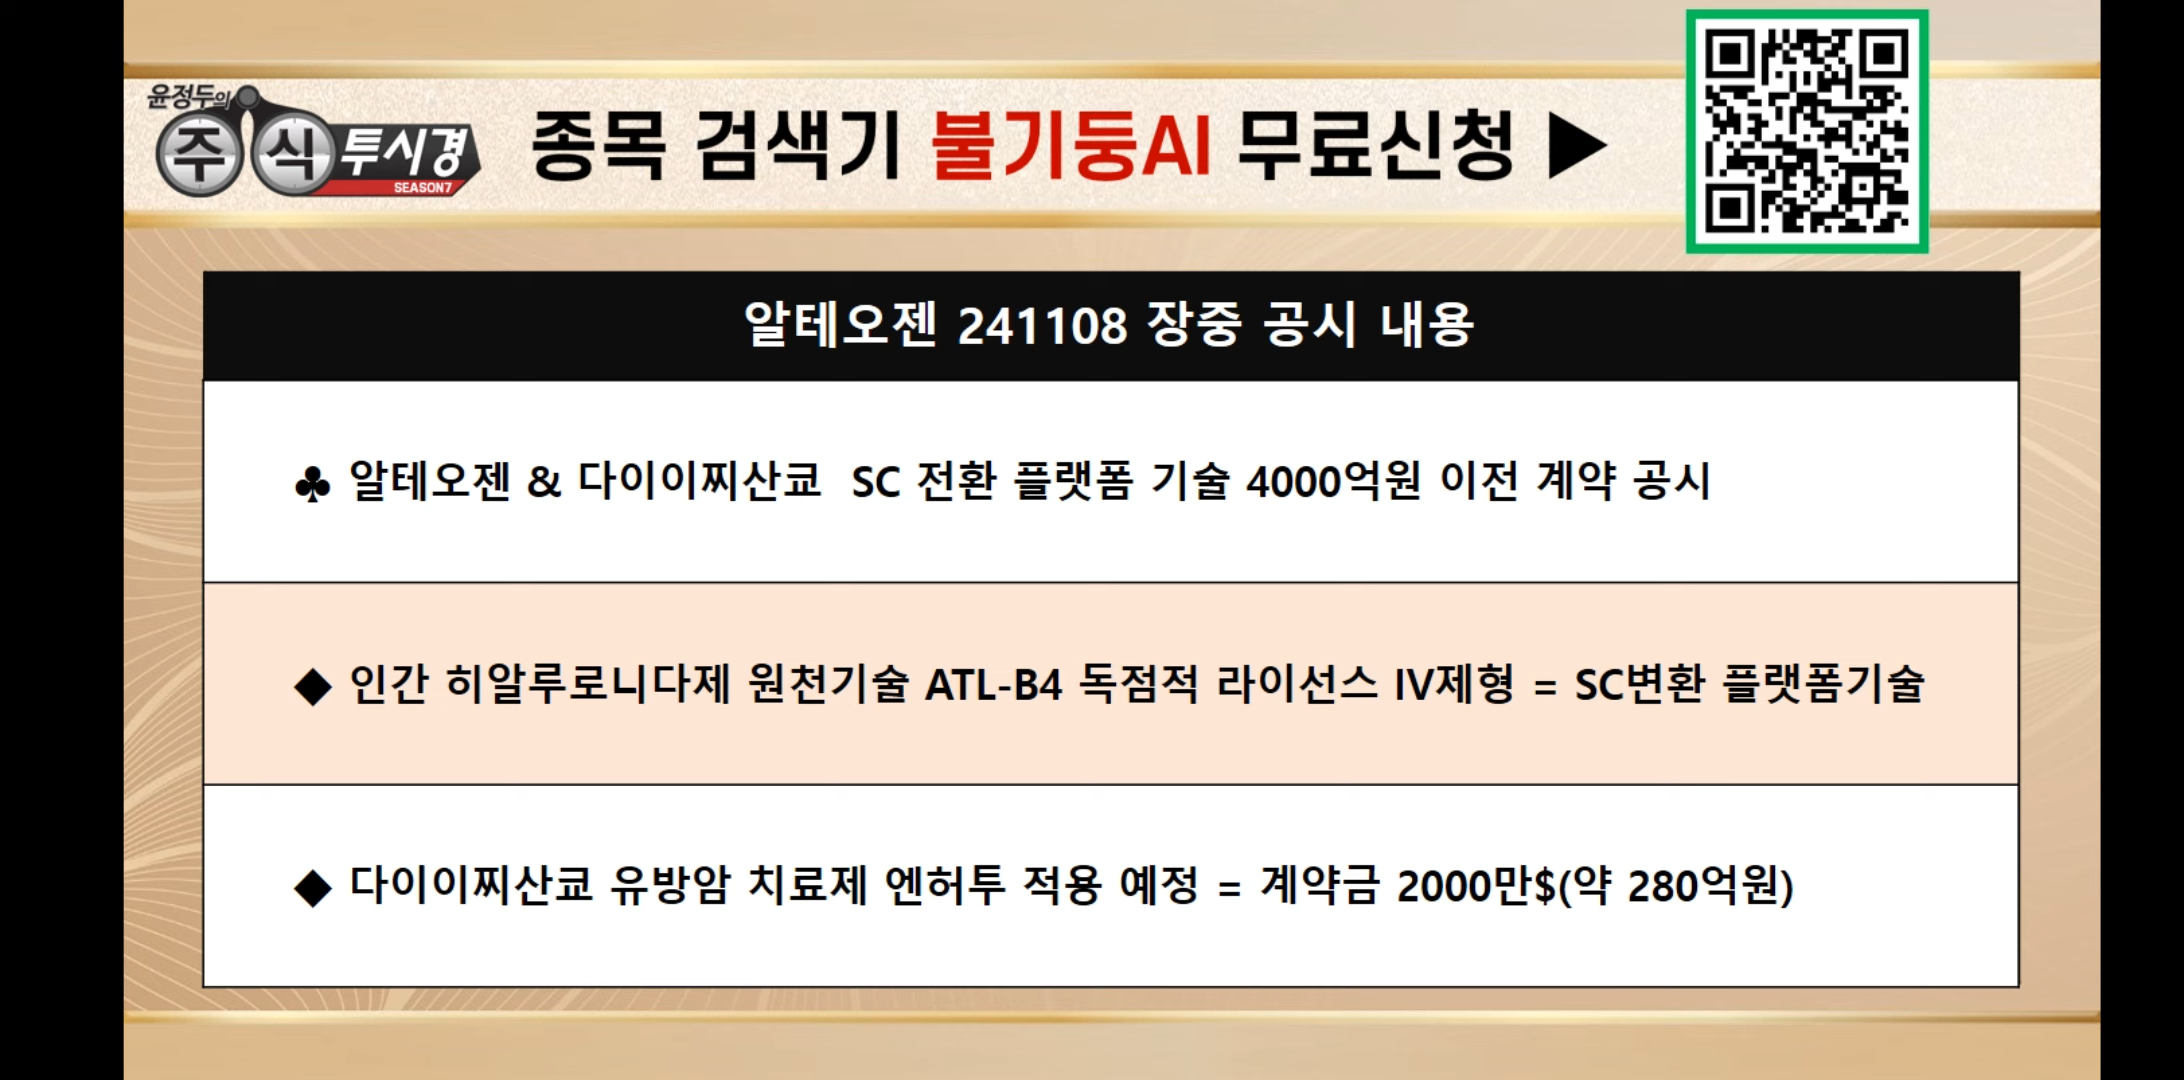 윤정두의
주식투시경
SEASON7
종목 검색기 불기둥AI 무료신청 ▶
알테오젠 241108 장중 공시 내용
♣ 알테오젠 & 다이이찌산쿄 SC 전환 플랫폼 기술 4000억원 이전 계약 공시
◆ 인간 히알루로니다제 원천기술 ATL-B4 독점적 라이선스 IV제형 = SC변환 플랫폼기술
◆ 다이이찌산쿄 유방암 치료제 엔허투 적용 예정 = 계약금 2000만$(약 280억원)